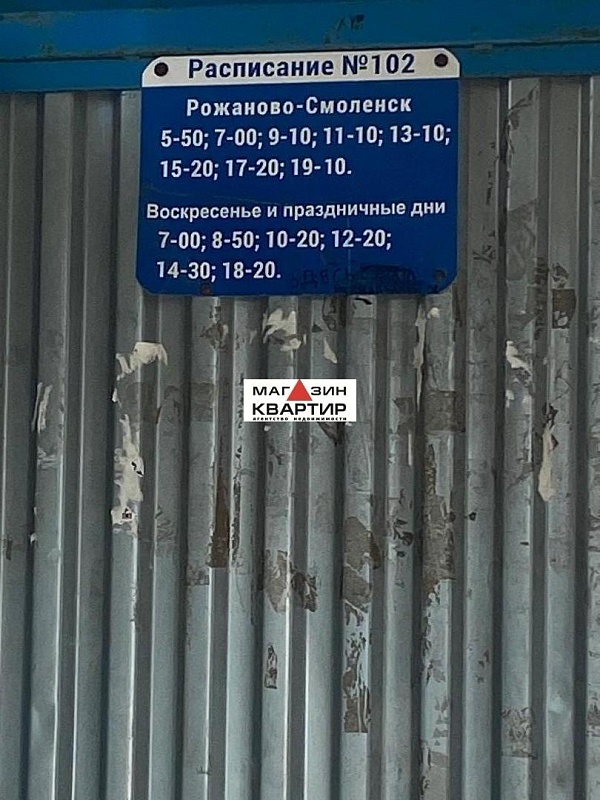 Расписание №102
Рожаново-Смоленск
5-50; 7-00; 9-10; 11-10; 13-10;
15-20; 17-20; 19-10.
Воскресенье и праздничные дни
7-00; 8-50; 10-20; 12-20;
14-30; 18-20.
МАГАЗИН
КВАРТИР
агентство недвижимости